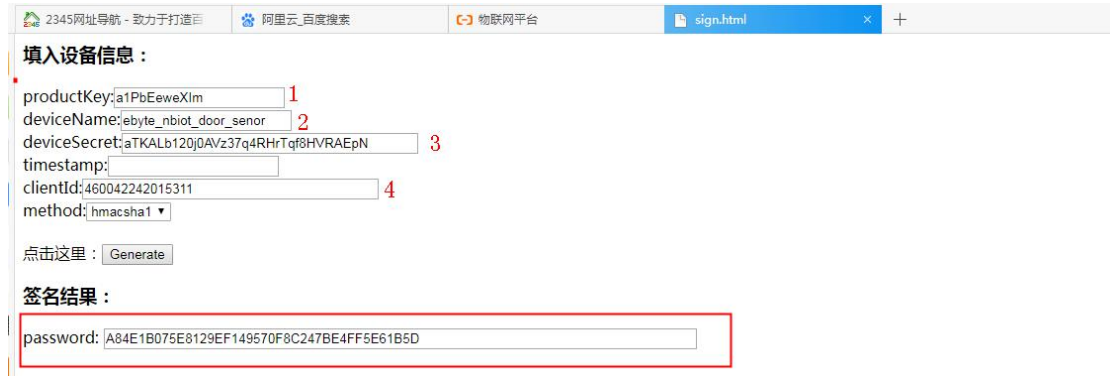 2345网址导航 - 致力于打造百
阿里云_百度搜索
物联网平台
sign.html × +
填入设备信息：
productKey:a1PbEeweXlm 1
deviceName:ebyte_nbiot_door_senor 2
deviceSecret:aTKALb120j0AVz37q4RHrTqf8HVRAEpN 3
timestamp:
clientId:460042242015311 4
method:hmacsha1 ▼
点击这里：Generate
签名结果：
password: A84E1B075E8129EF149570F8C247BE4FF5E61B5D